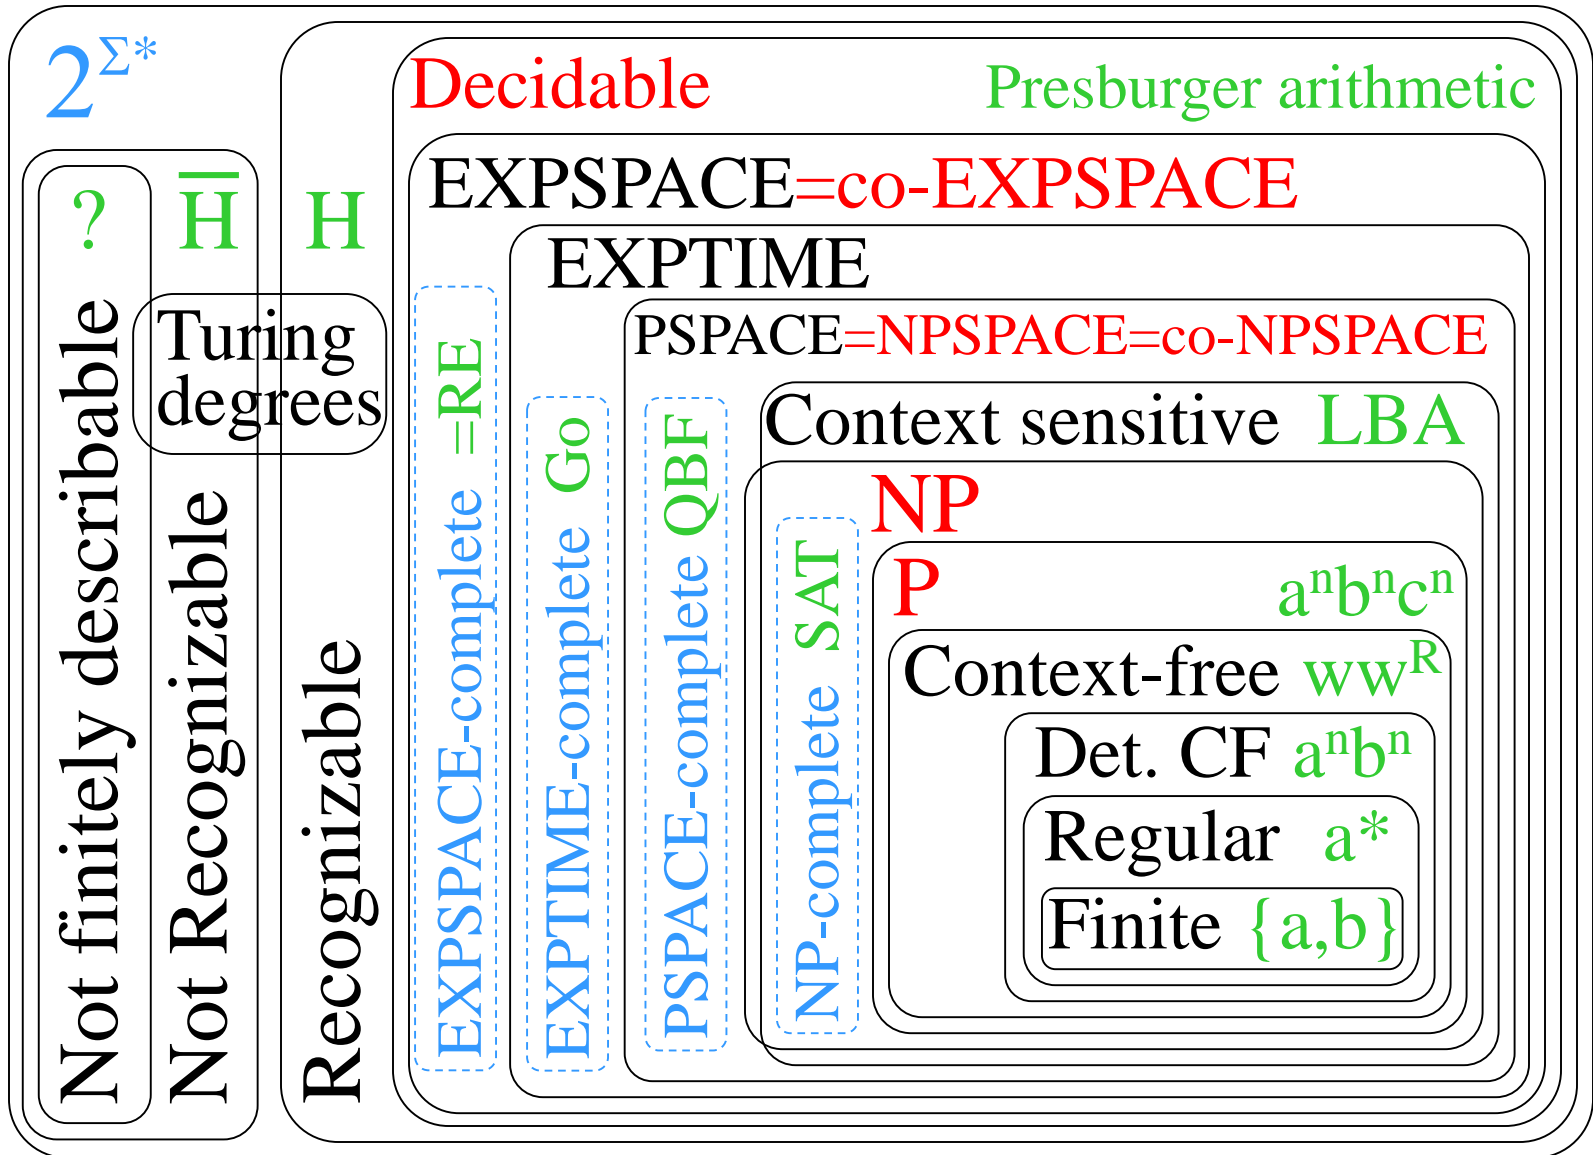 2^Σ*
Decidable Presburger arithmetic
EXPSPACE=co-EXPSPACE
? H̅ H
EXPTIME
Turing
degrees
PSPACE=NPSPACE=co-NPSPACE
Context sensitive LBA
NP
P aⁿbⁿcⁿ
Context-free ww^R
Det. CF aⁿbⁿ
Regular a*
Finite {a,b}
Not finitely describable
Not Recognizable
Recognizable
EXPSPACE-complete =RE
EXPTIME-complete Go
PSPACE-complete QBF
NP-complete SAT